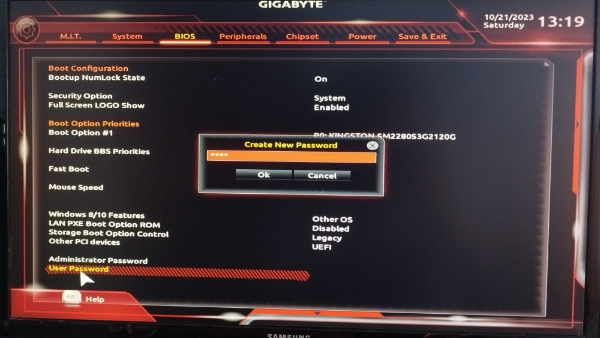 GIGABYTE™
10/21/2023 13:19
Saturday
M.I.T. System BIOS Peripherals Chipset Power Save & Exit
Boot Configuration
Bootup NumLock State On
Security Option System
Full Screen LOGO Show Enabled
Boot Option Priorities
Boot Option #1 P0: KINGSTON SM2280S3G2120G
Create New Password
****
Ok Cancel
Hard Drive BBS Priorities
Fast Boot
Mouse Speed
Windows 8/10 Features Other OS
LAN PXE Boot Option ROM Disabled
Storage Boot Option Control Legacy
Other PCI devices UEFI
Administrator Password
User Password
Help
SAMSUNG